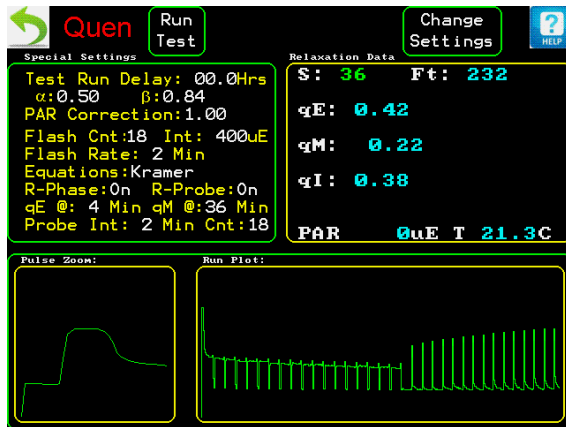 Quen
Run
Test
Change
Settings
?
HELP
Special Settings
Test Run Delay: 00.0Hrs
α:0.50 β:0.84
PAR Correction:1.00
Flash Cnt:18 Int: 400uE
Flash Rate: 2 Min
Equations:Kramer
R-Phase:On R-Probe:On
qE @: 4 Min qM @:36 Min
Probe Int: 2 Min Cnt:18
Relaxation Data
S: 36 Ft: 232
qE: 0.42
qM: 0.22
qI: 0.38
PAR 0uE T 21.3C
Pulse Zoom:
Run Plot: